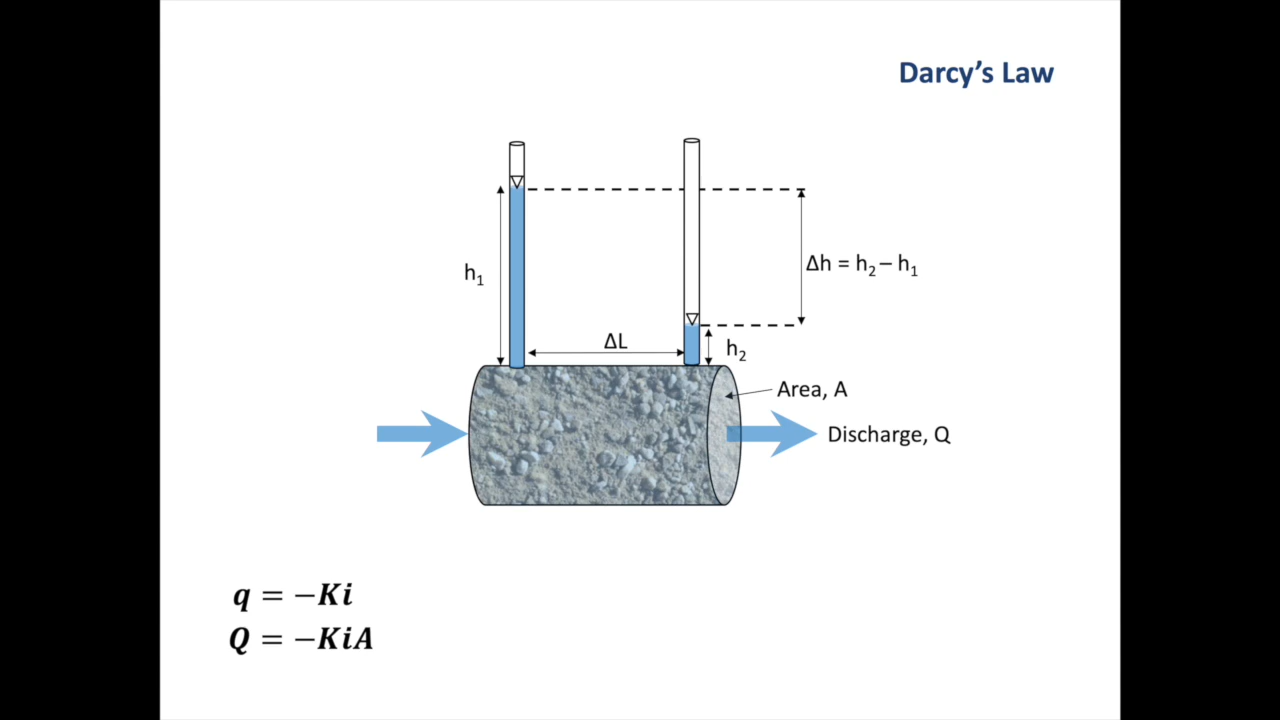 Darcy's Law
h₁
Δh = h₂ – h₁
ΔL
h₂
Area, A
Discharge, Q
q = −Ki
Q = −KiA